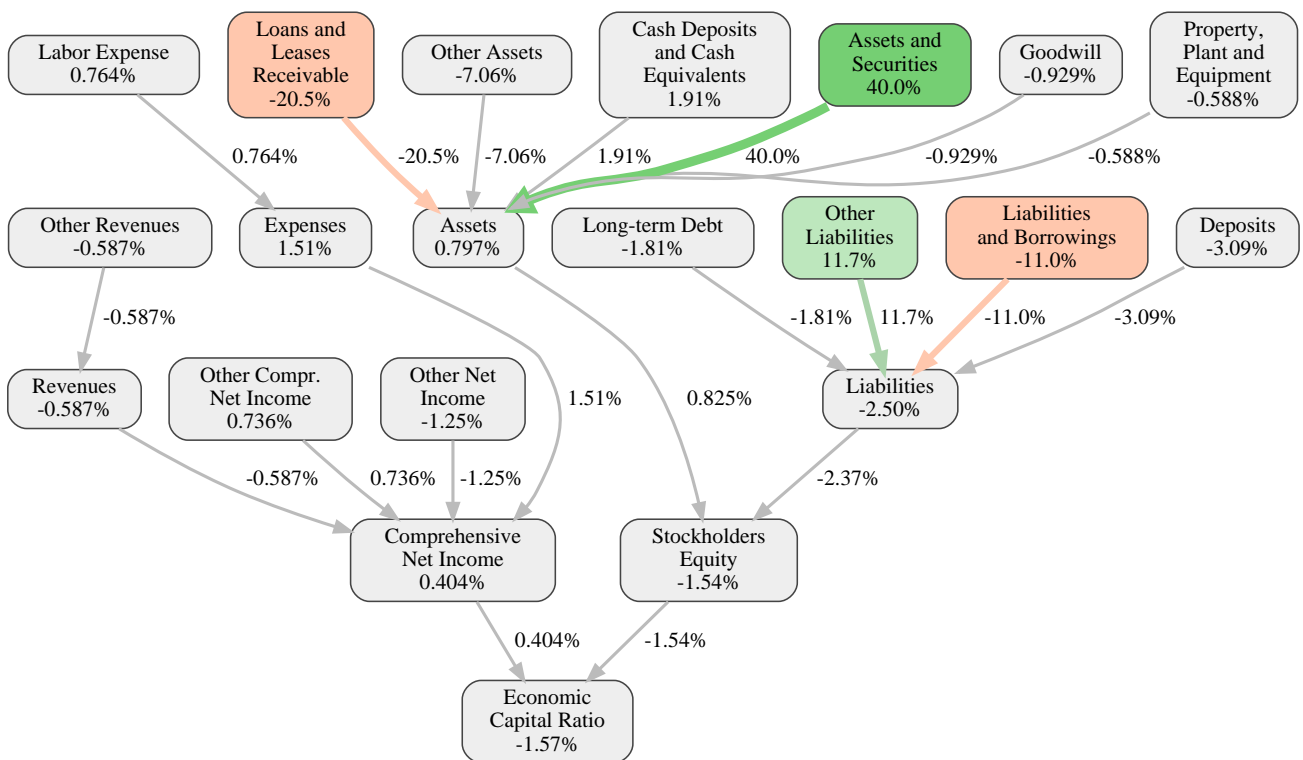 Labor Expense
0.764%
Loans and
Leases
Receivable
-20.5%
Other Assets
-7.06%
Cash Deposits
and Cash
Equivalents
1.91%
Assets and
Securities
40.0%
Goodwill
-0.929%
Property,
Plant and
Equipment
-0.588%
0.764%
-20.5%
-7.06%
1.91%
40.0%
-0.929%
-0.588%
Other Revenues
-0.587%
Expenses
1.51%
Assets
0.797%
Long-term Debt
-1.81%
Other
Liabilities
11.7%
Liabilities
and Borrowings
-11.0%
Deposits
-3.09%
-0.587%
-1.81%
11.7%
-11.0%
-3.09%
Revenues
-0.587%
Other Compr.
Net Income
0.736%
Other Net
Income
-1.25%
1.51%
0.825%
Liabilities
-2.50%
-0.587%
0.736%
-1.25%
-2.37%
Comprehensive
Net Income
0.404%
Stockholders
Equity
-1.54%
0.404%
-1.54%
Economic
Capital Ratio
-1.57%